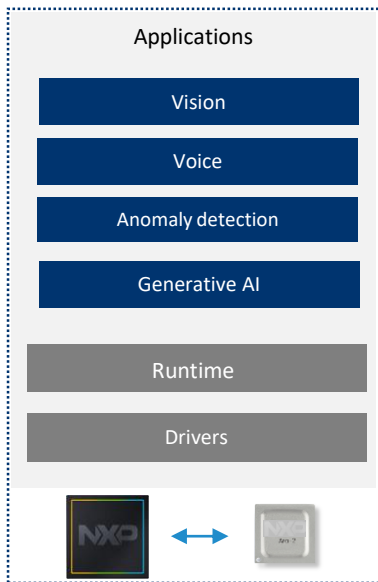 Applications
Vision
Voice
Anomaly detection
Generative AI
Runtime
Drivers
NXP
NXP